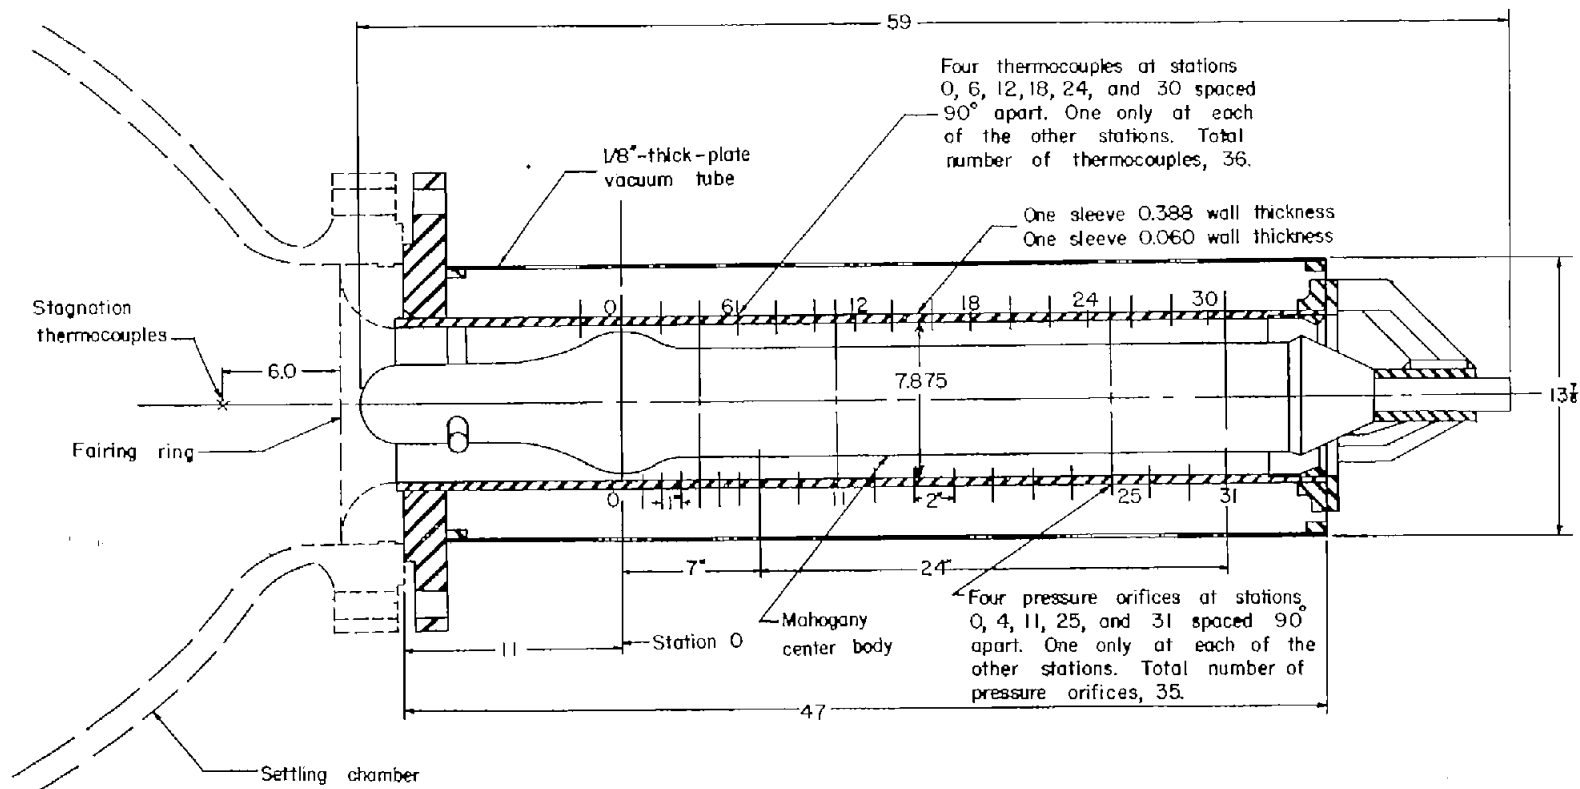 59
Four thermocouples at stations
0, 6, 12, 18, 24, and 30 spaced
90° apart. One only at each
of the other stations. Total
number of thermocouples, 36.
1/8"-thick-plate
vacuum tube
One sleeve 0.388 wall thickness
One sleeve 0.060 wall thickness
Stagnation
thermocouples
0 6 12 18 24 30
6.0
7.875
13 7/8
Fairing ring
0 1" 11 2" 25 31
7" 24"
Four pressure orifices at stations
0, 4, 11, 25, and 31 spaced 90°
apart. One only at each of the
other stations. Total number of
pressure orifices, 35.
Mahogany
center body
Station 0
11
47
Settling chamber